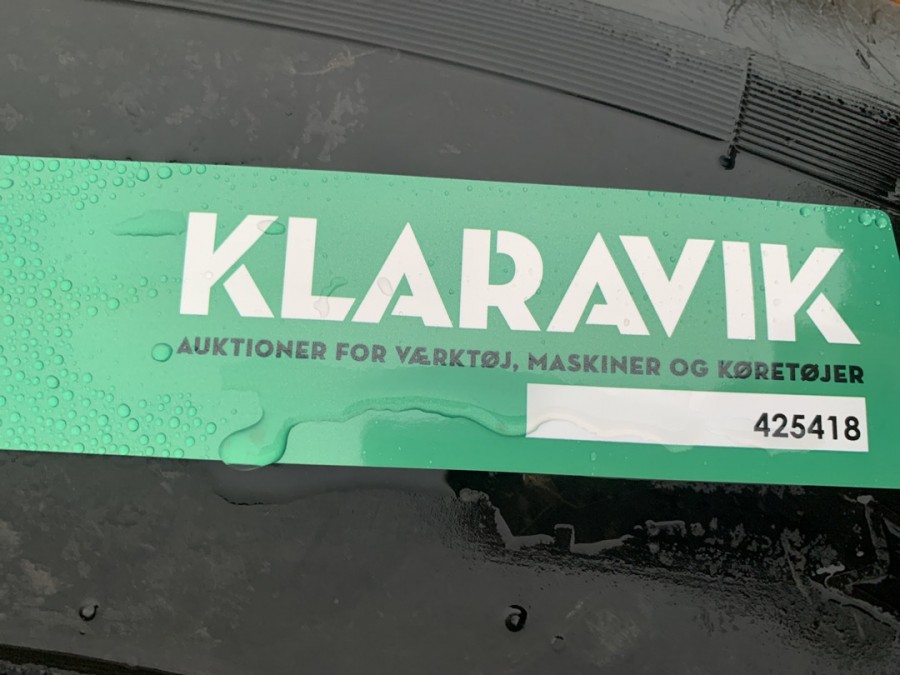 KLARAVIK
AUKTIONER FOR VÆRKTØJ, MASKINER OG KØRETØJER
425418